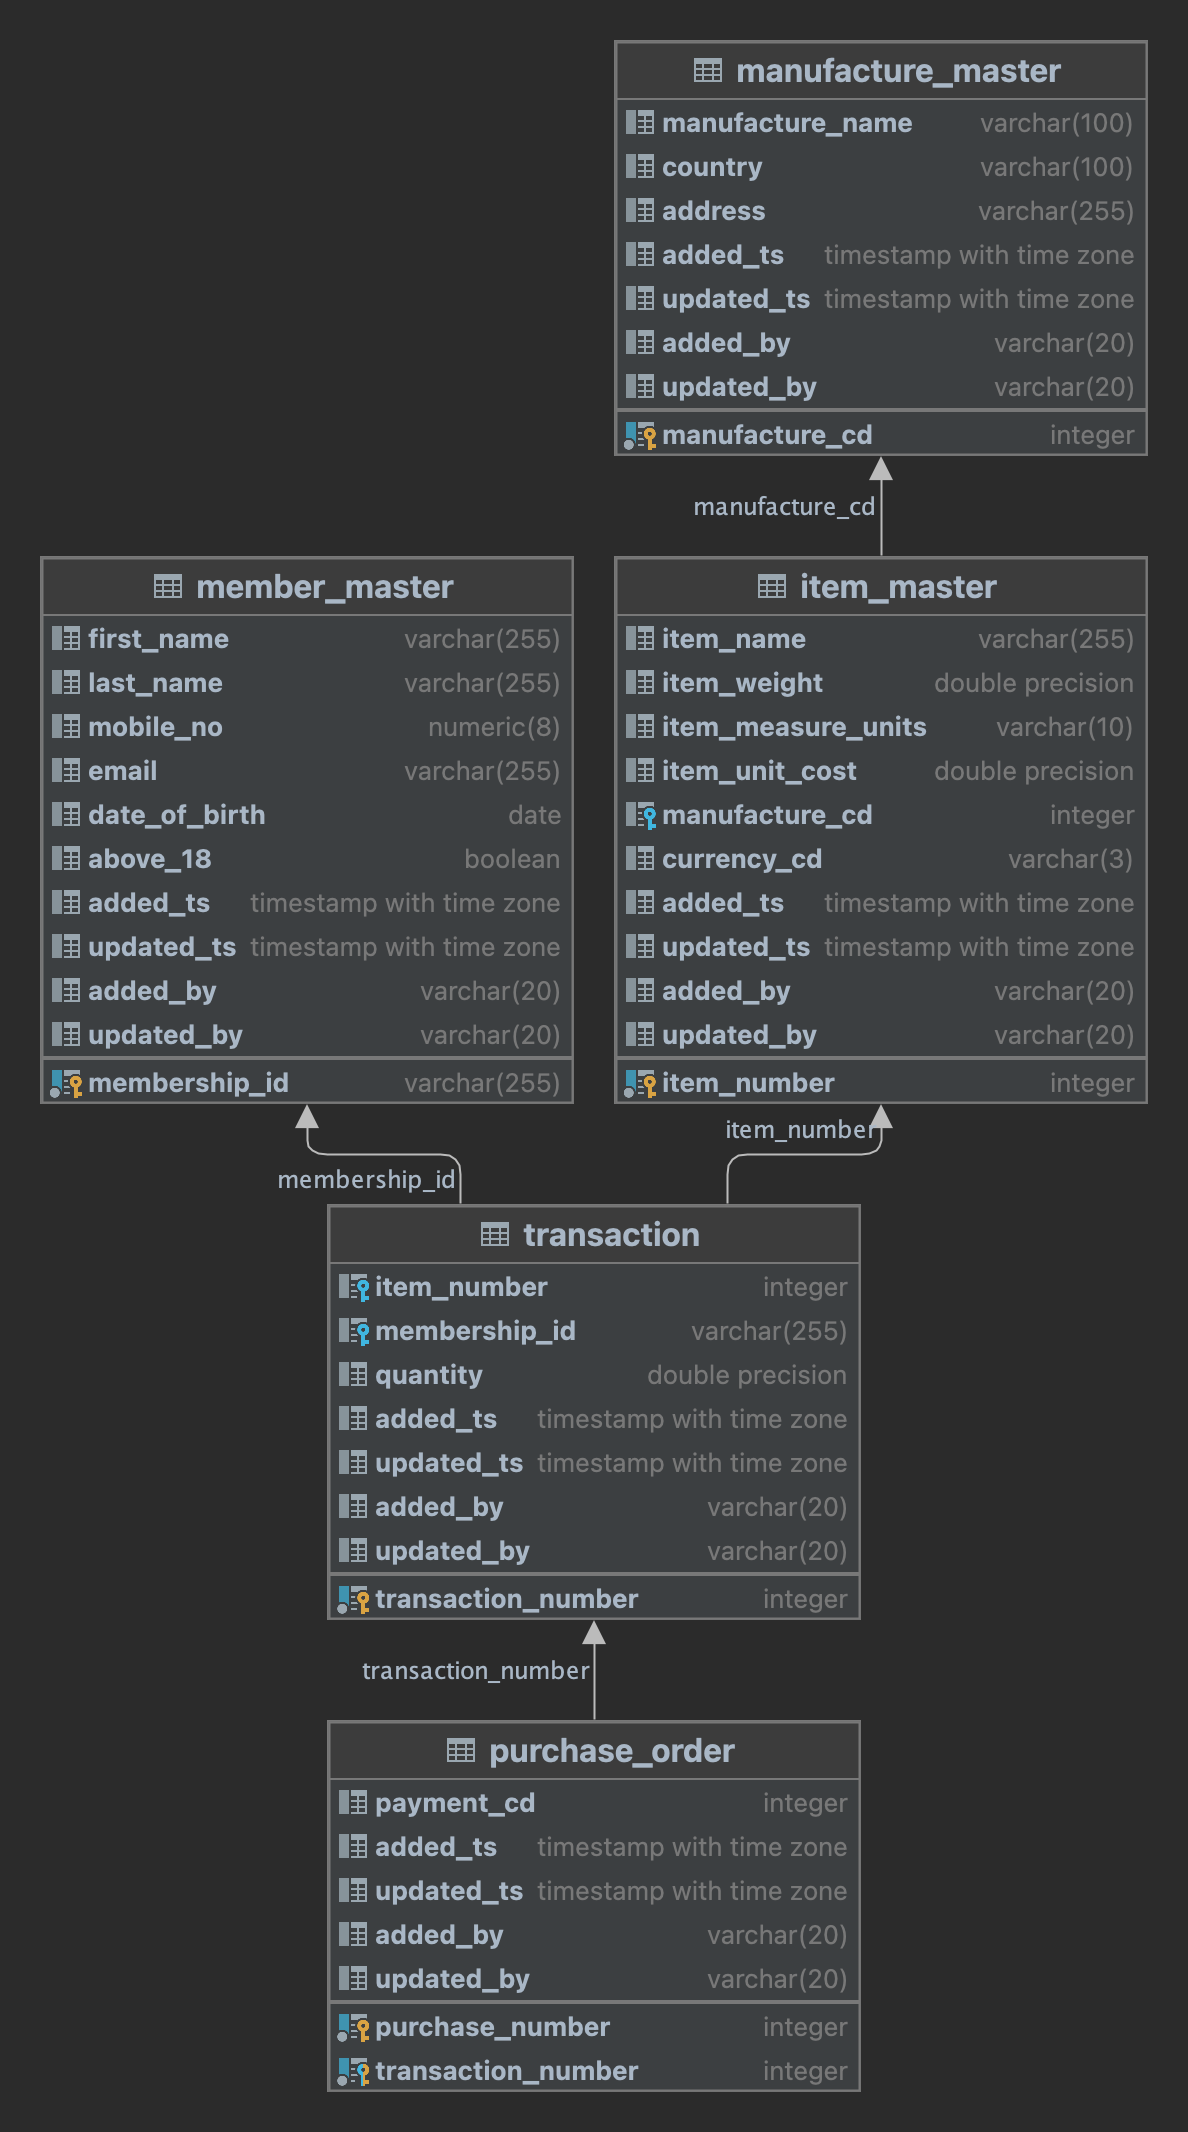 manufacture_master
manufacture_name varchar(100)
country varchar(100)
address varchar(255)
added_ts timestamp with time zone
updated_ts timestamp with time zone
added_by varchar(20)
updated_by varchar(20)
manufacture_cd integer
manufacture_cd
member_master
first_name varchar(255)
last_name varchar(255)
mobile_no numeric(8)
email varchar(255)
date_of_birth date
above_18 boolean
added_ts timestamp with time zone
updated_ts timestamp with time zone
added_by varchar(20)
updated_by varchar(20)
membership_id varchar(255)
item_master
item_name varchar(255)
item_weight double precision
item_measure_units varchar(10)
item_unit_cost double precision
manufacture_cd integer
currency_cd varchar(3)
added_ts timestamp with time zone
updated_ts timestamp with time zone
added_by varchar(20)
updated_by varchar(20)
item_number integer
item_number
membership_id
transaction
item_number integer
membership_id varchar(255)
quantity double precision
added_ts timestamp with time zone
updated_ts timestamp with time zone
added_by varchar(20)
updated_by varchar(20)
transaction_number integer
transaction_number
purchase_order
payment_cd integer
added_ts timestamp with time zone
updated_ts timestamp with time zone
added_by varchar(20)
updated_by varchar(20)
purchase_number integer
transaction_number integer